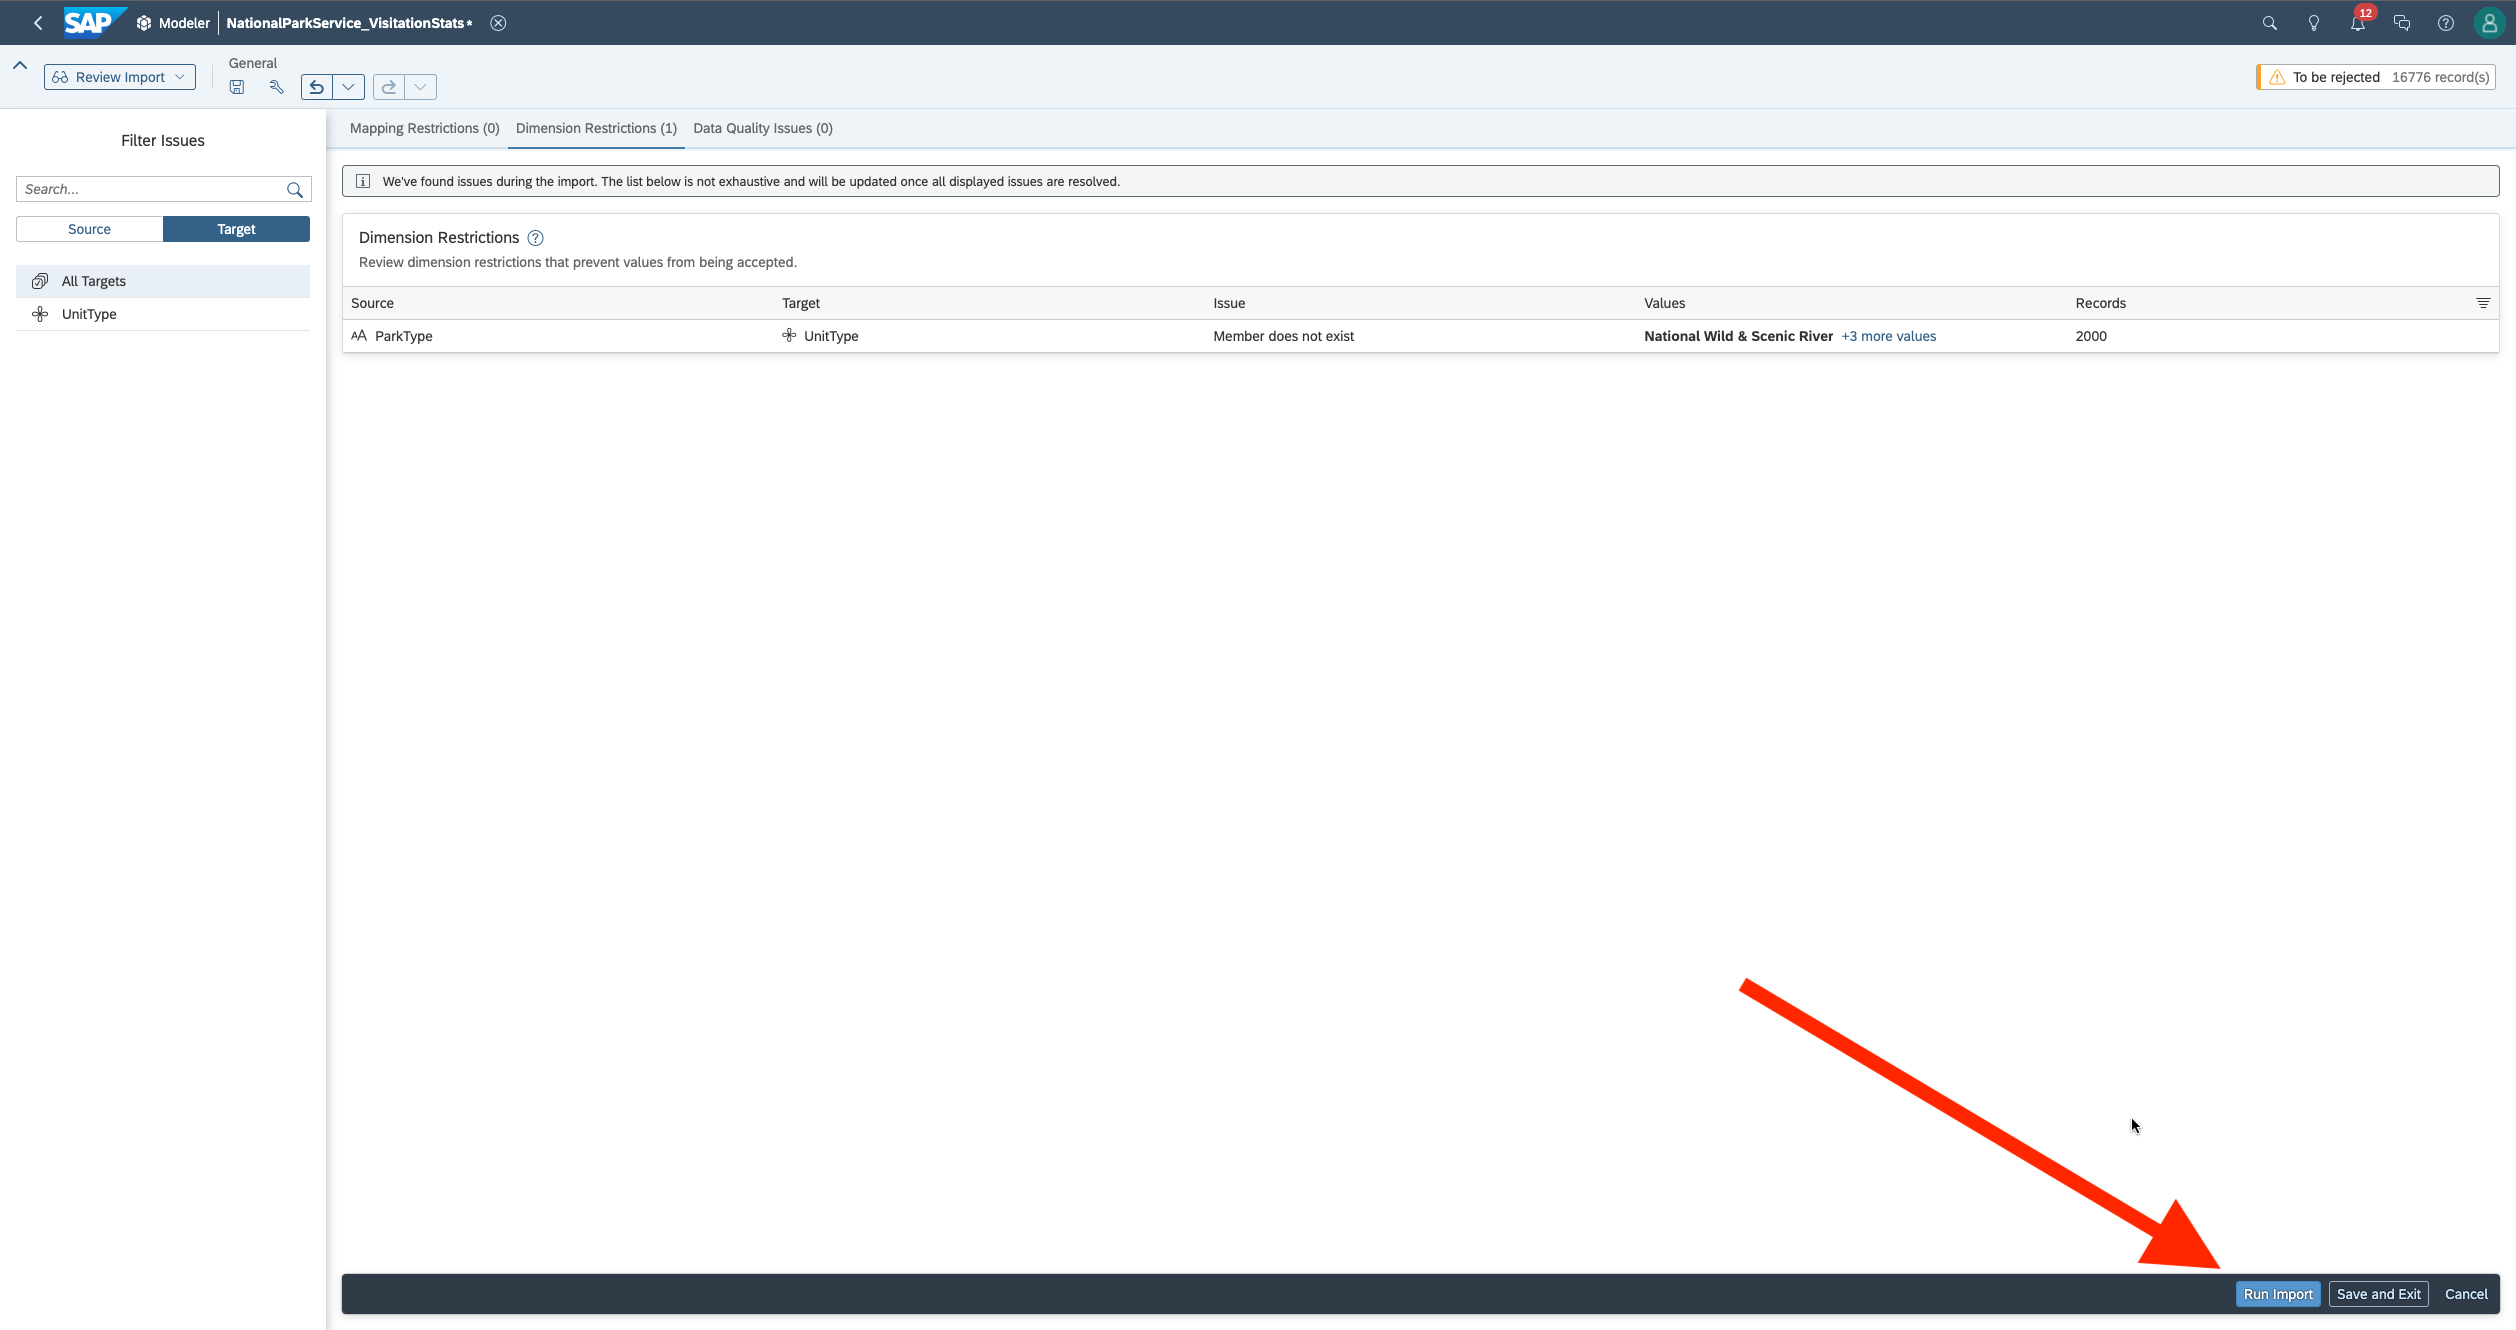 SAP Modeler NationalParkService_VisitationStats* 12
Review Import General To be rejected 16776 record(s)
Filter Issues
Search...
Source Target
All Targets
UnitType
Mapping Restrictions (0) Dimension Restrictions (1) Data Quality Issues (0)
We've found issues during the import. The list below is not exhaustive and will be updated once all displayed issues are resolved.
Dimension Restrictions
Review dimension restrictions that prevent values from being accepted.
Source Target Issue Values Records
AA ParkType UnitType Member does not exist National Wild & Scenic River +3 more values 2000
Run Import Save and Exit Cancel